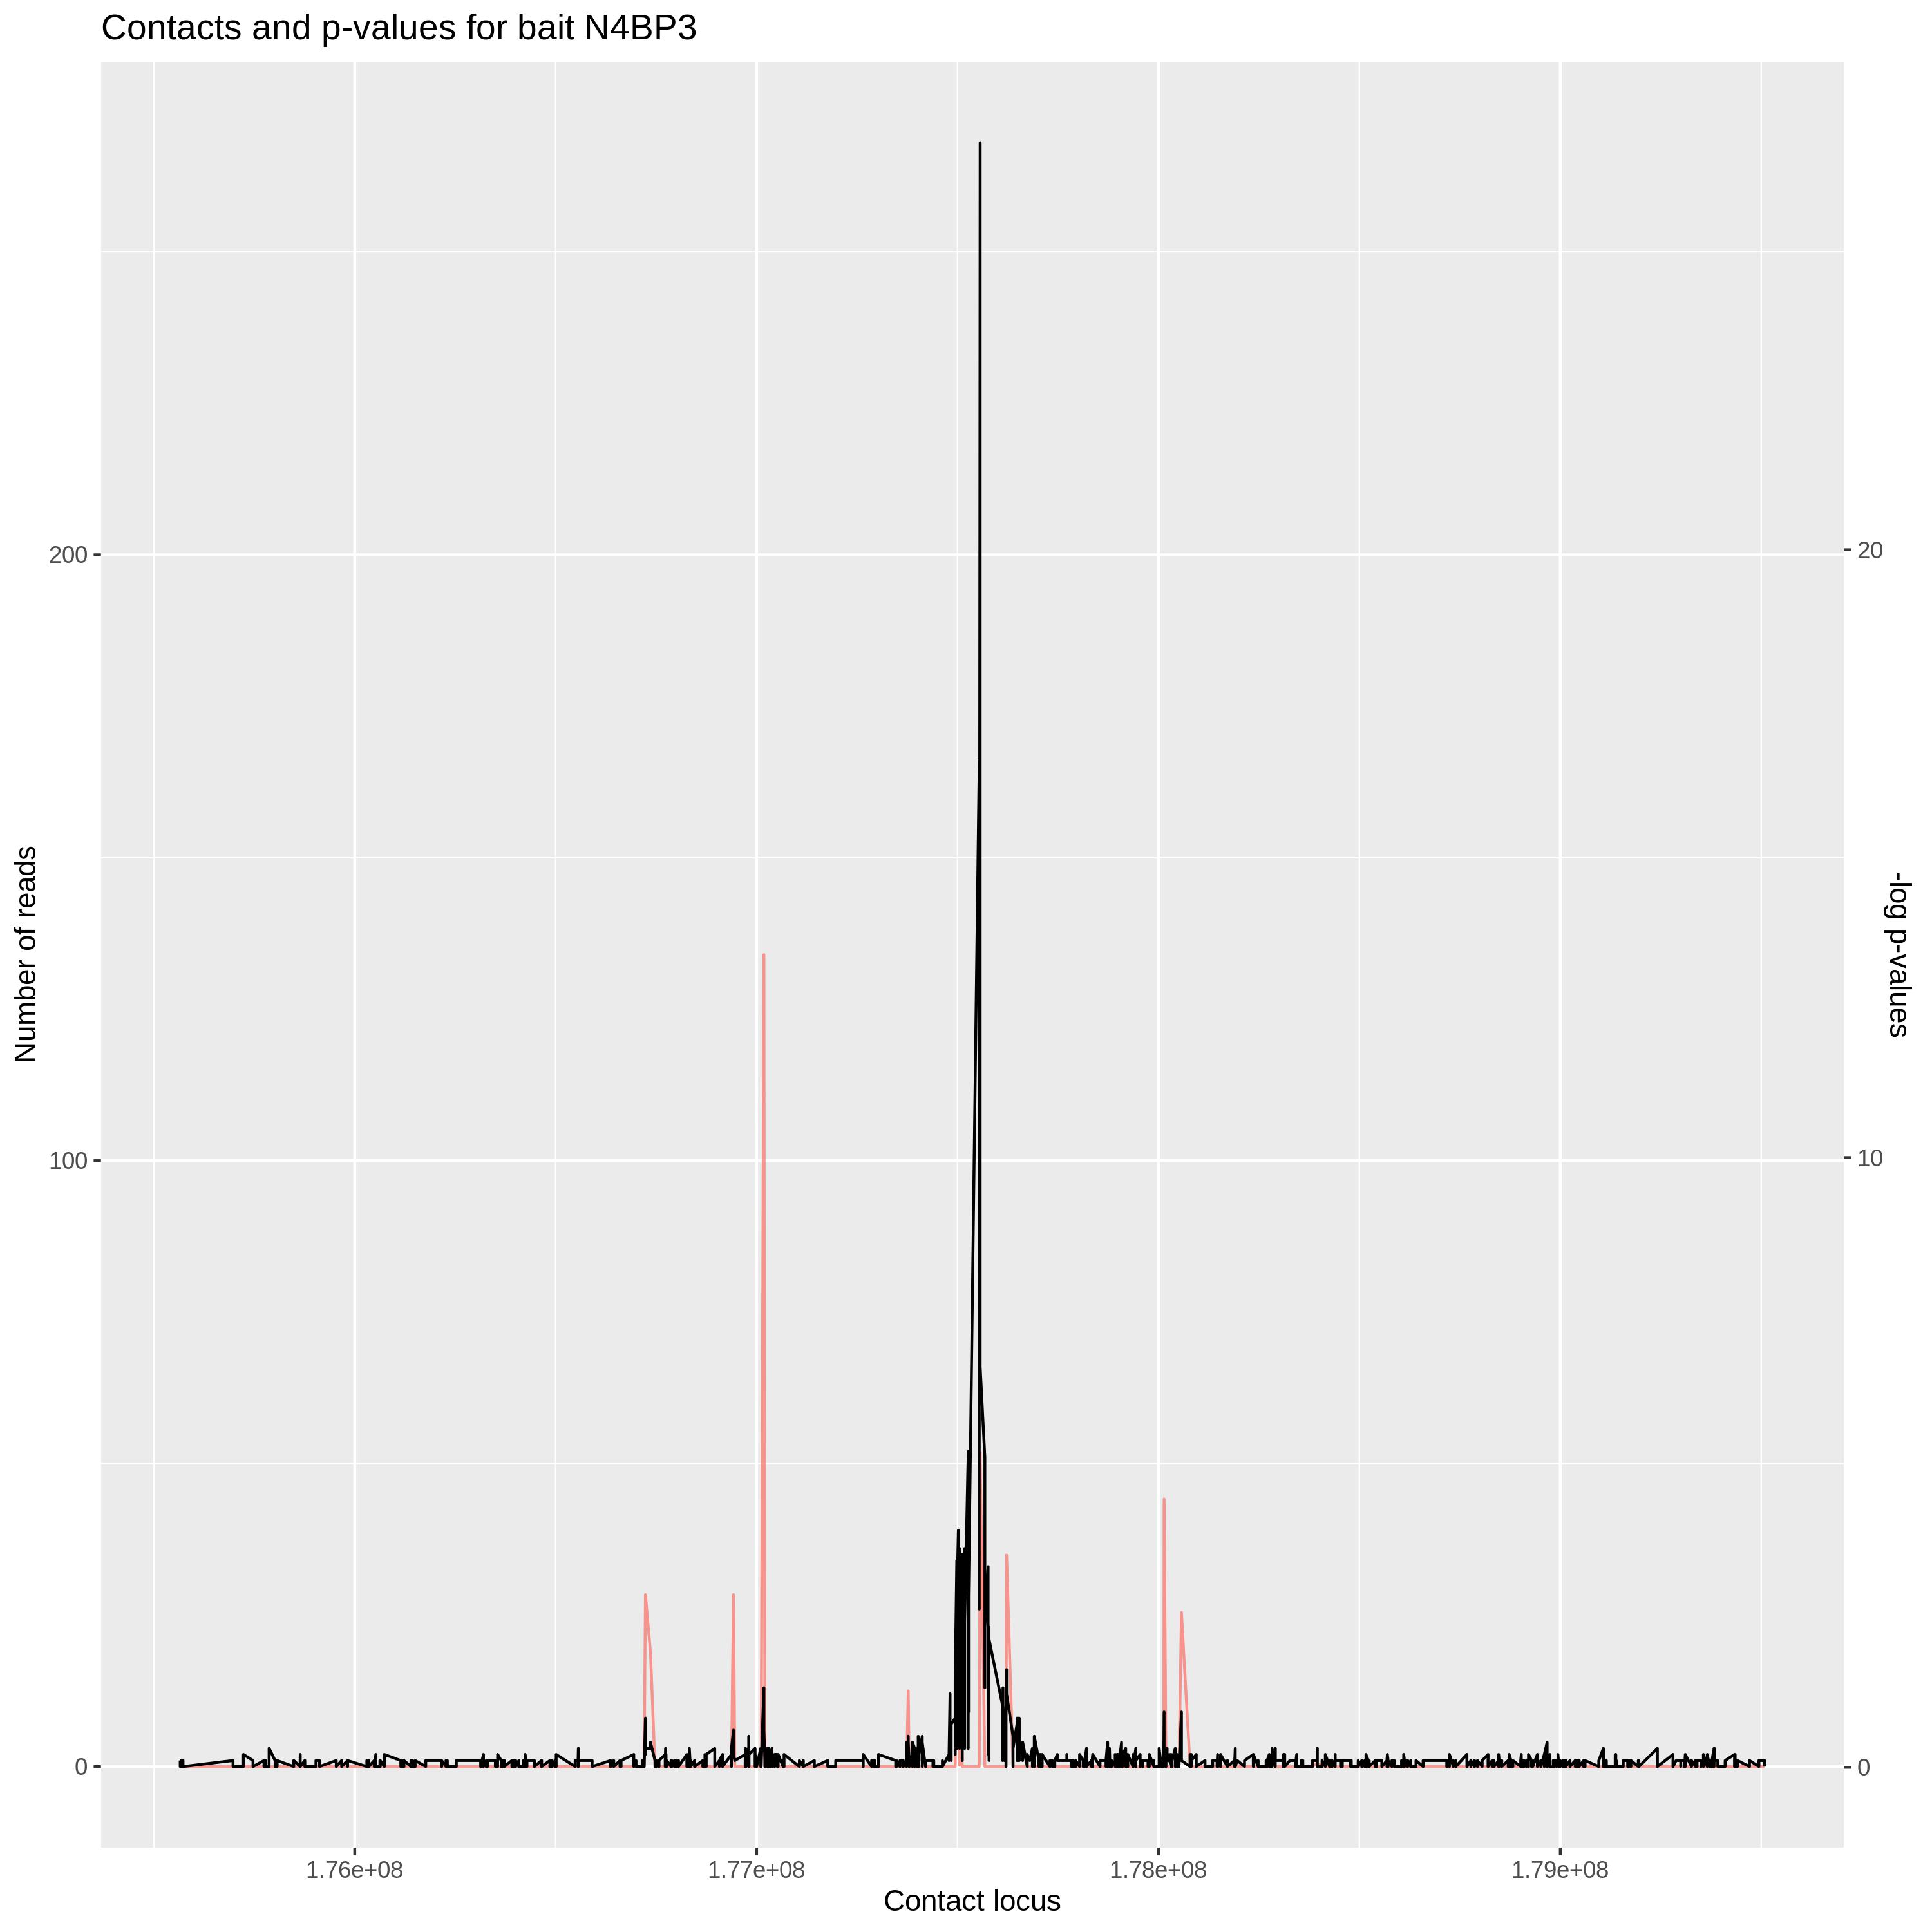 Contacts and p-values for bait N4BP3
Number of reads
200
100
0
20
10
0
-log p-values
1.76e+08 1.77e+08 1.78e+08 1.79e+08
Contact locus